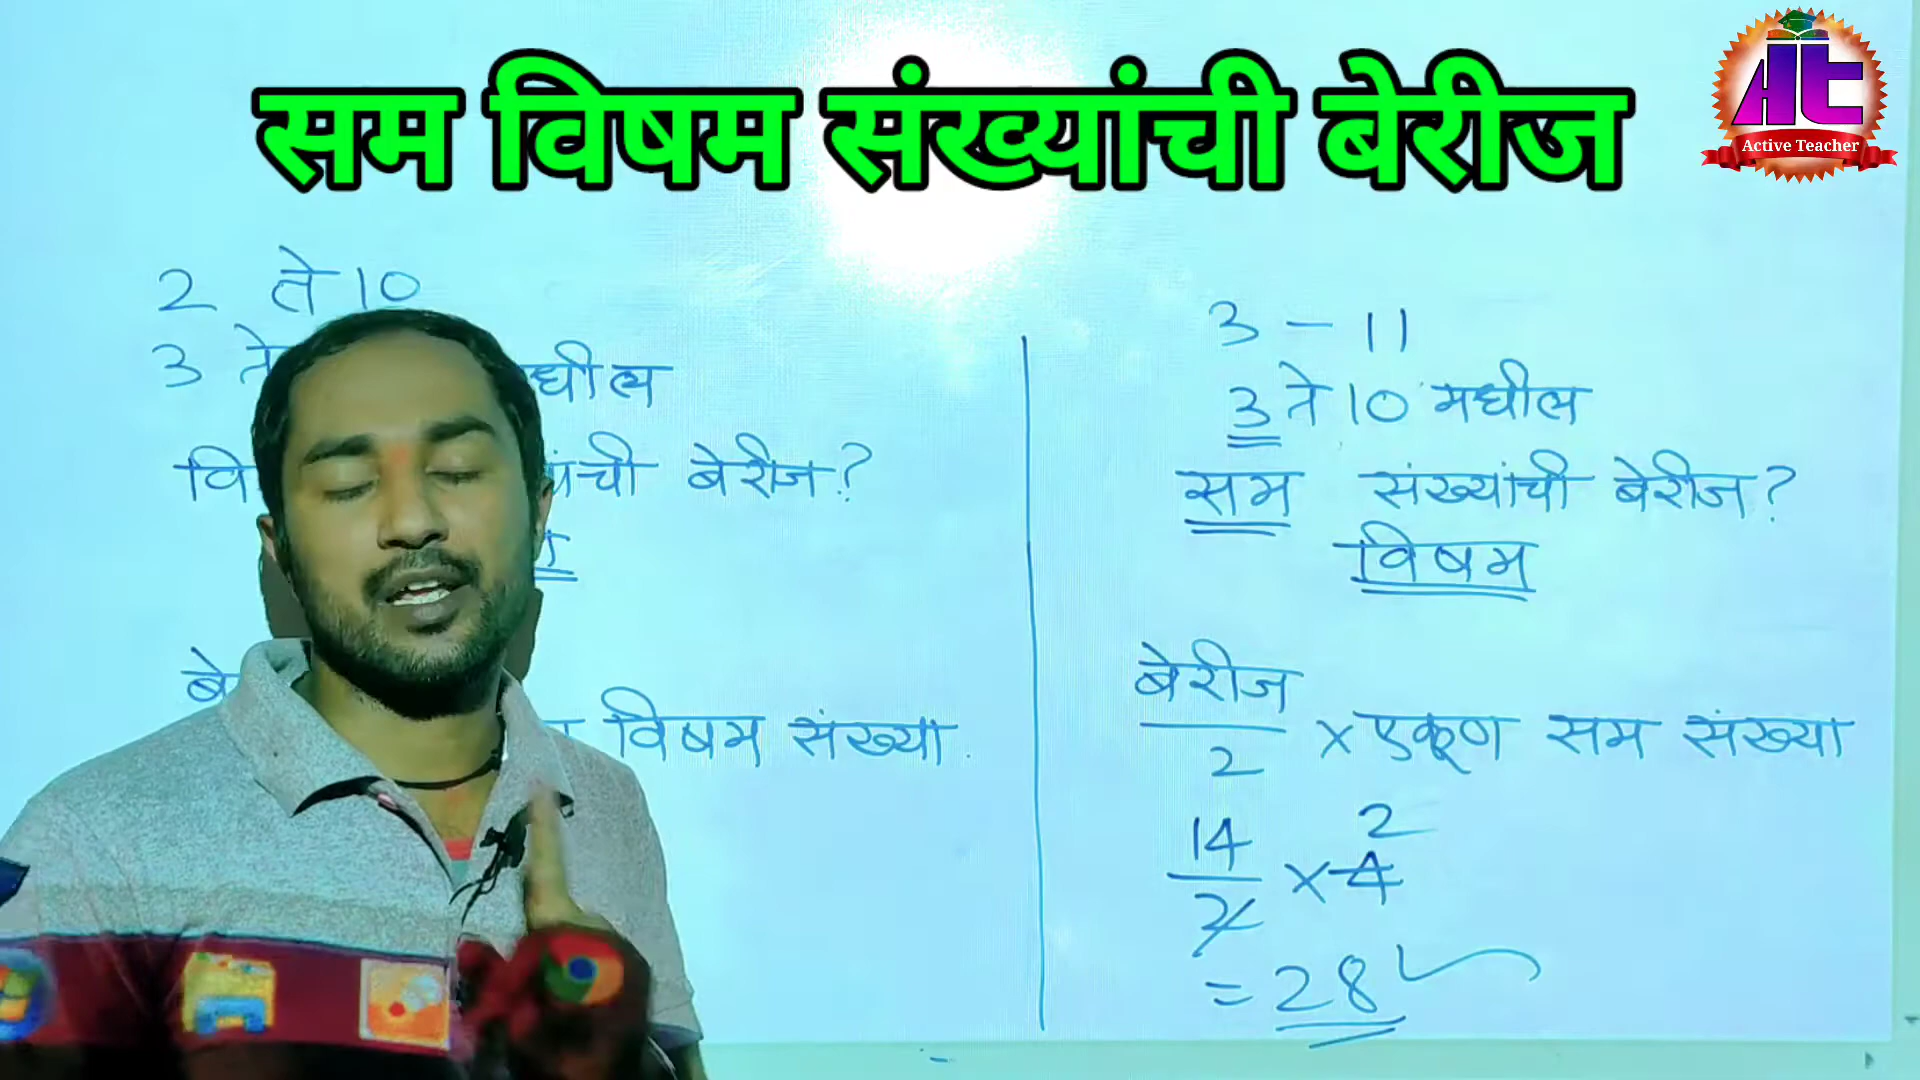 सम विषम संख्यांची बेरीज
Active Teacher
2 ते 10
3 ते
बेरीज?
विषम संख्या.
3 – 11
3 ते 10 मधील
सम संख्यांची बेरीज?
विषम
बेरीज
2
× एकूण सम संख्या
14
2
× 4
2
= 28